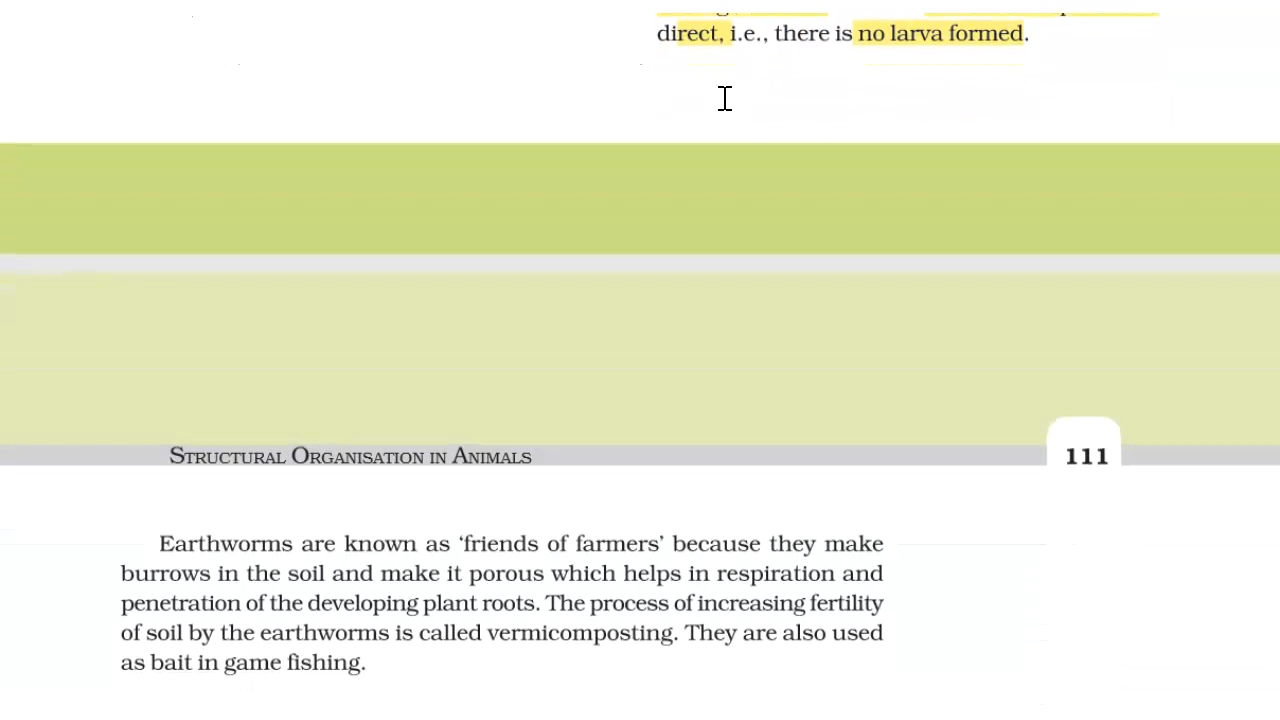 direct, i.e., there is no larva formed.
STRUCTURAL ORGANISATION IN ANIMALS
111
Earthworms are known as ‘friends of farmers’ because they make
burrows in the soil and make it porous which helps in respiration and
penetration of the developing plant roots. The process of increasing fertility
of soil by the earthworms is called vermicomposting. They are also used
as bait in game fishing.